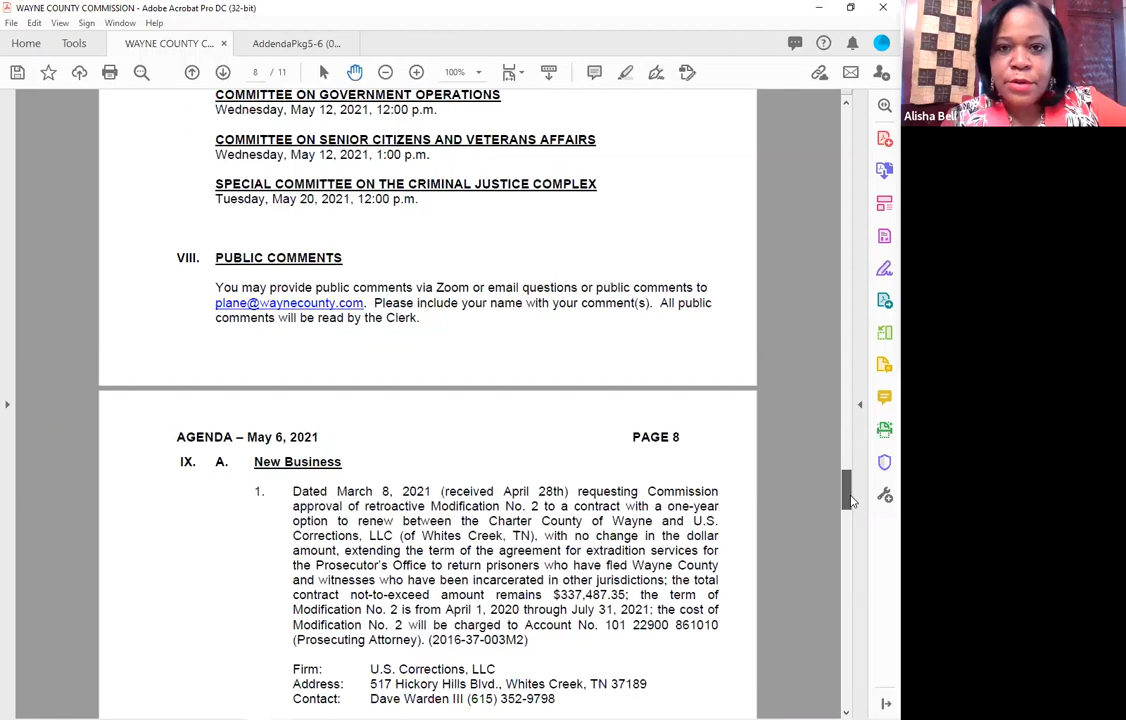 WAYNE COUNTY COMMISSION - Adobe Acrobat Pro DC (32-bit)
File Edit View Sign Window Help
Home Tools WAYNE COUNTY C... × AddendaPkg5-6 (0...
8 / 11 100%
COMMITTEE ON GOVERNMENT OPERATIONS
Wednesday, May 12, 2021, 12:00 p.m.
COMMITTEE ON SENIOR CITIZENS AND VETERANS AFFAIRS
Wednesday, May 12, 2021, 1:00 p.m.
SPECIAL COMMITTEE ON THE CRIMINAL JUSTICE COMPLEX
Tuesday, May 20, 2021, 12:00 p.m.
VIII. PUBLIC COMMENTS
You may provide public comments via Zoom or email questions or public comments to
plane@waynecounty.com. Please include your name with your comment(s). All public
comments will be read by the Clerk.
AGENDA – May 6, 2021 PAGE 8
IX. A. New Business
1. Dated March 8, 2021 (received April 28th) requesting Commission
approval of retroactive Modification No. 2 to a contract with a one-year
option to renew between the Charter County of Wayne and U.S.
Corrections, LLC (of Whites Creek, TN), with no change in the dollar
amount, extending the term of the agreement for extradition services for
the Prosecutor's Office to return prisoners who have fled Wayne County
and witnesses who have been incarcerated in other jurisdictions; the total
contract not-to-exceed amount remains $337,487.35; the term of
Modification No. 2 is from April 1, 2020 through July 31, 2021; the cost of
Modification No. 2 will be charged to Account No. 101 22900 861010
(Prosecuting Attorney). (2016-37-003M2)
Firm: U.S. Corrections, LLC
Address: 517 Hickory Hills Blvd., Whites Creek, TN 37189
Contact: Dave Warden III (615) 352-9798
Alisha Bell